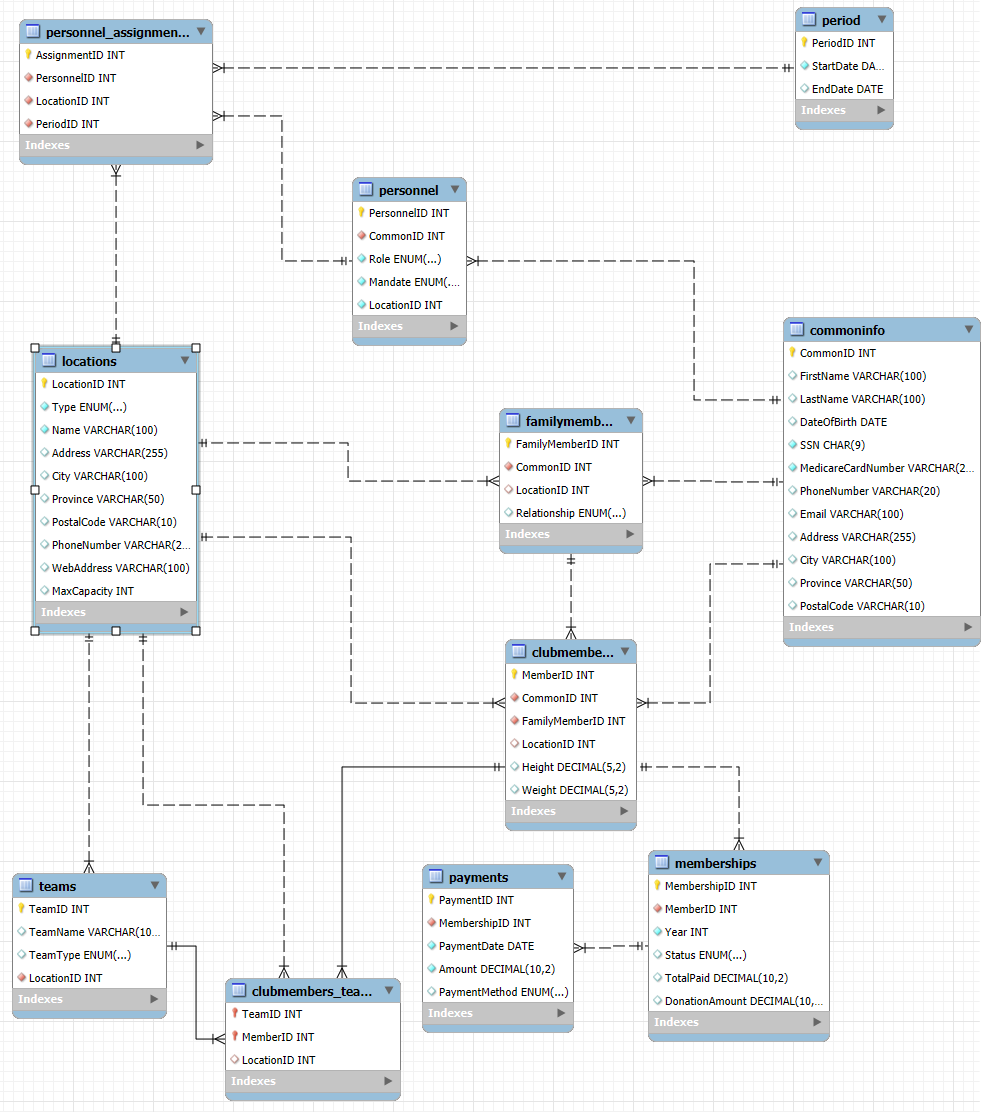 personnel_assignmen...
AssignmentID INT
PersonnelID INT
LocationID INT
PeriodID INT
Indexes
period
PeriodID INT
StartDate DA...
EndDate DATE
Indexes
personnel
PersonnelID INT
CommonID INT
Role ENUM(...)
Mandate ENUM(....
LocationID INT
Indexes
commoninfo
CommonID INT
FirstName VARCHAR(100)
LastName VARCHAR(100)
DateOfBirth DATE
SSN CHAR(9)
MedicareCardNumber VARCHAR(2...
PhoneNumber VARCHAR(20)
Email VARCHAR(100)
Address VARCHAR(255)
City VARCHAR(100)
Province VARCHAR(50)
PostalCode VARCHAR(10)
Indexes
locations
LocationID INT
Type ENUM(...)
Name VARCHAR(100)
Address VARCHAR(255)
City VARCHAR(100)
Province VARCHAR(50)
PostalCode VARCHAR(10)
PhoneNumber VARCHAR(2...
WebAddress VARCHAR(100)
MaxCapacity INT
Indexes
familymemb...
FamilyMemberID INT
CommonID INT
LocationID INT
Relationship ENUM(...)
Indexes
clubmembe...
MemberID INT
CommonID INT
FamilyMemberID INT
LocationID INT
Height DECIMAL(5,2)
Weight DECIMAL(5,2)
Indexes
teams
TeamID INT
TeamName VARCHAR(10...
TeamType ENUM(...)
LocationID INT
Indexes
payments
PaymentID INT
MembershipID INT
PaymentDate DATE
Amount DECIMAL(10,2)
PaymentMethod ENUM(...)
Indexes
memberships
MembershipID INT
MemberID INT
Year INT
Status ENUM(...)
TotalPaid DECIMAL(10,2)
DonationAmount DECIMAL(10,...
Indexes
clubmembers_tea...
TeamID INT
MemberID INT
LocationID INT
Indexes